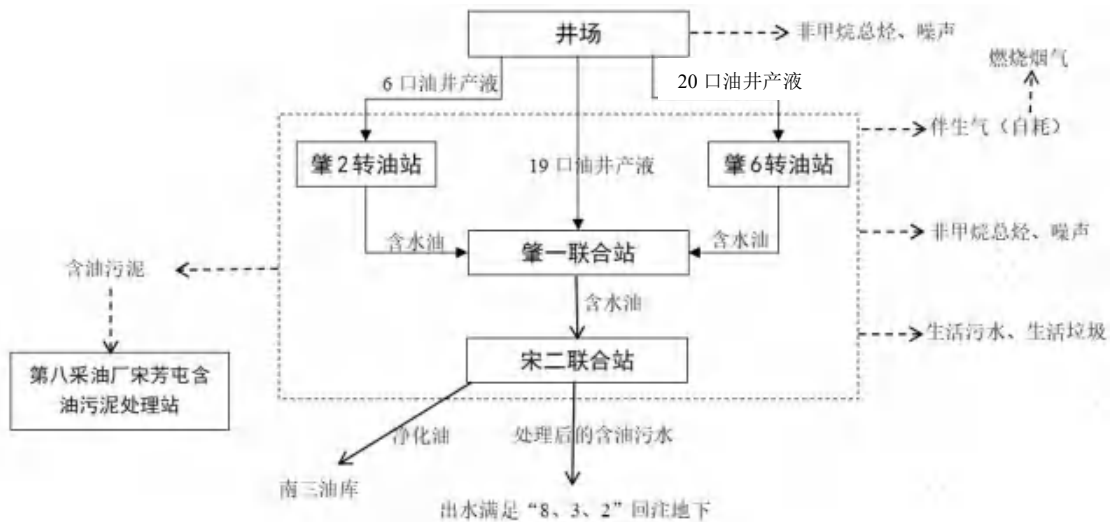 井场
非甲烷总烃、噪声
燃烧烟气
6 口油井产液
20 口油井产液
伴生气（自耗）
肇2转油站
19 口油井产液
肇6转油站
含水油
肇一联合站
含水油
非甲烷总烃、噪声
含油污泥
含水油
生活污水、生活垃圾
宋二联合站
第八采油厂宋芳屯含
油污泥处理站
净化油
处理后的含油污水
南三油库
出水满足“8、3、2”回注地下